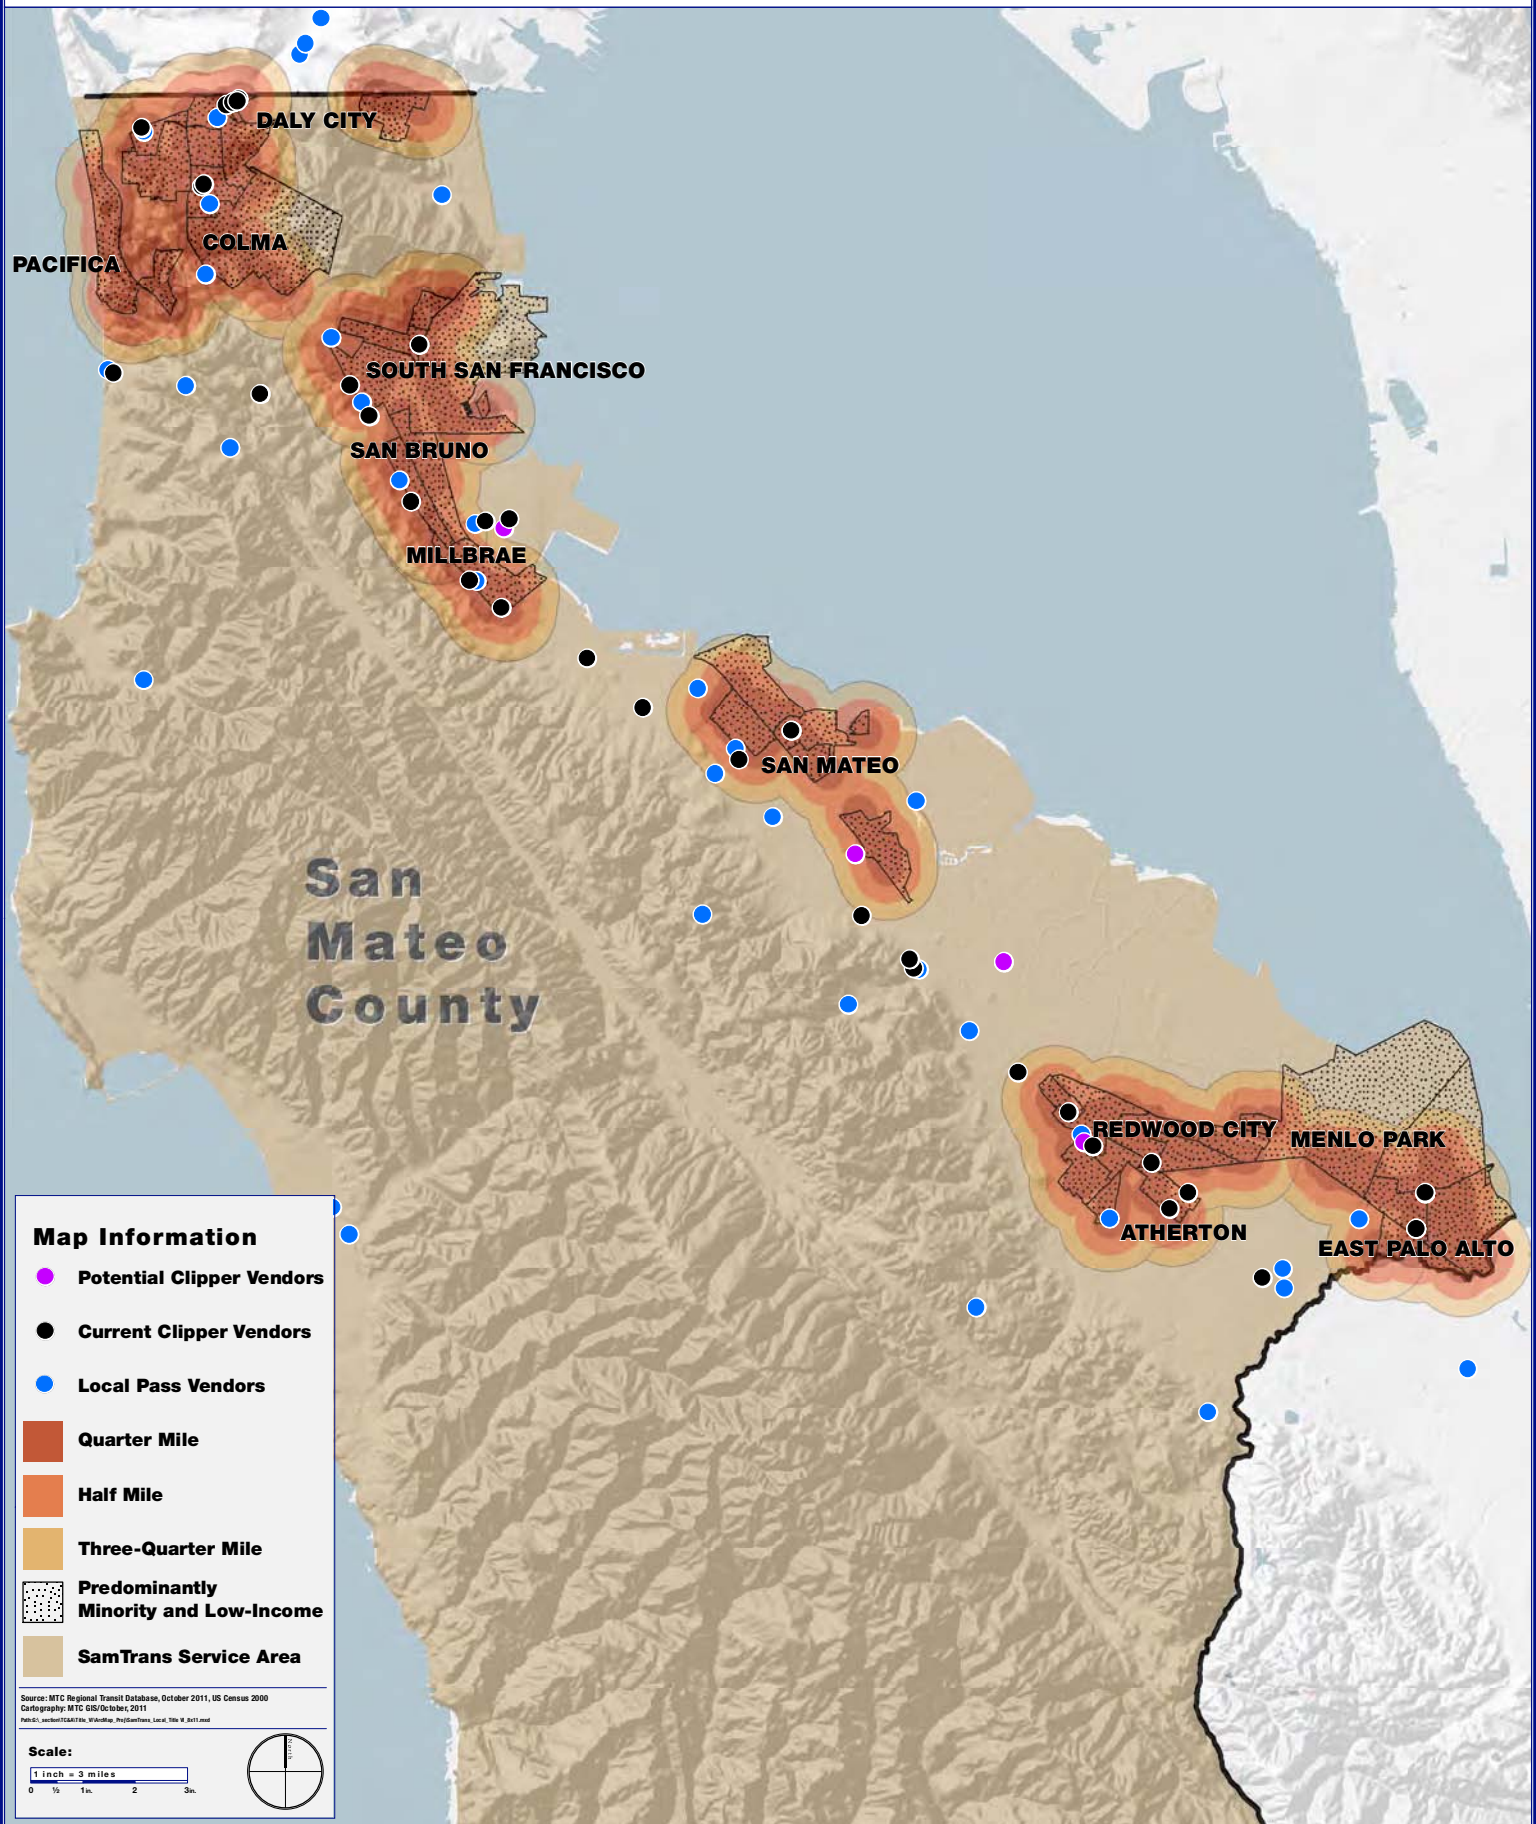 DALY CITY
COLMA
PACIFICA
SOUTH SAN FRANCISCO
SAN BRUNO
MILLBRAE
SAN MATEO
San
Mateo
County
REDWOOD CITY
MENLO PARK
ATHERTON
EAST PALO ALTO
Map Information
Potential Clipper Vendors
Current Clipper Vendors
Local Pass Vendors
Quarter Mile
Half Mile
Three-Quarter Mile
Predominantly
Minority and Low-Income
SamTrans Service Area
Source: MTC Regional Transit Database, October 2011, US Census 2000
Cartography: MTC GIS/October, 2011
North
Scale:
1 inch = 3 miles
0 ½ 1in. 2 3in.